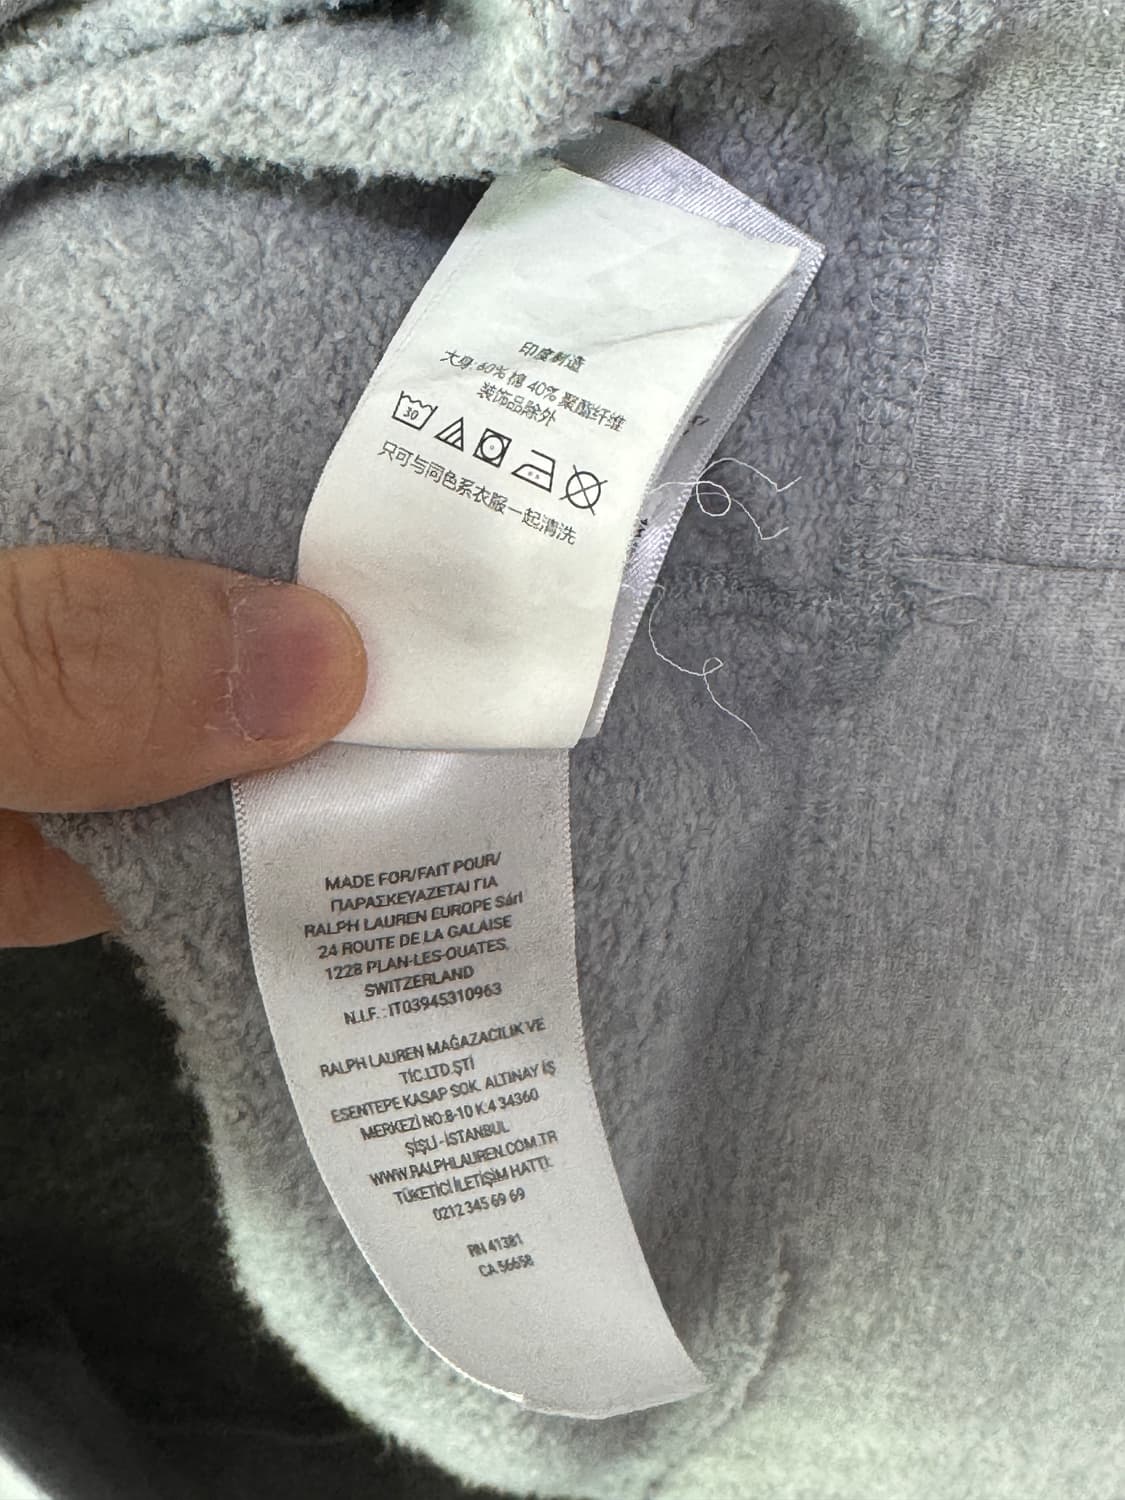 印度制造
大身: 60% 棉 40% 聚酯纤维
装饰品除外
30
只可与同色系衣服一起清洗
MADE FOR/FAIT POUR/
ΠΑΡΑΣΚΕΥΑΖΕΤΑΙ ΓΙΑ
RALPH LAUREN EUROPE Sárl
24 ROUTE DE LA GALAISE
1228 PLAN-LES-OUATES,
SWITZERLAND
N.I.F. : IT03945310963
RALPH LAUREN MAĞAZACILIK VE
TİC.LTD.ŞTİ
ESENTEPE KASAP SOK. ALTINAY İŞ
MERKEZİ NO:8-10 K:4 34360
ŞİŞLİ - İSTANBUL
WWW.RALPHLAUREN.COM.TR
TÜKETİCİ İLETİŞİM HATTI:
0212 345 69 69
RN 41381
CA 56658